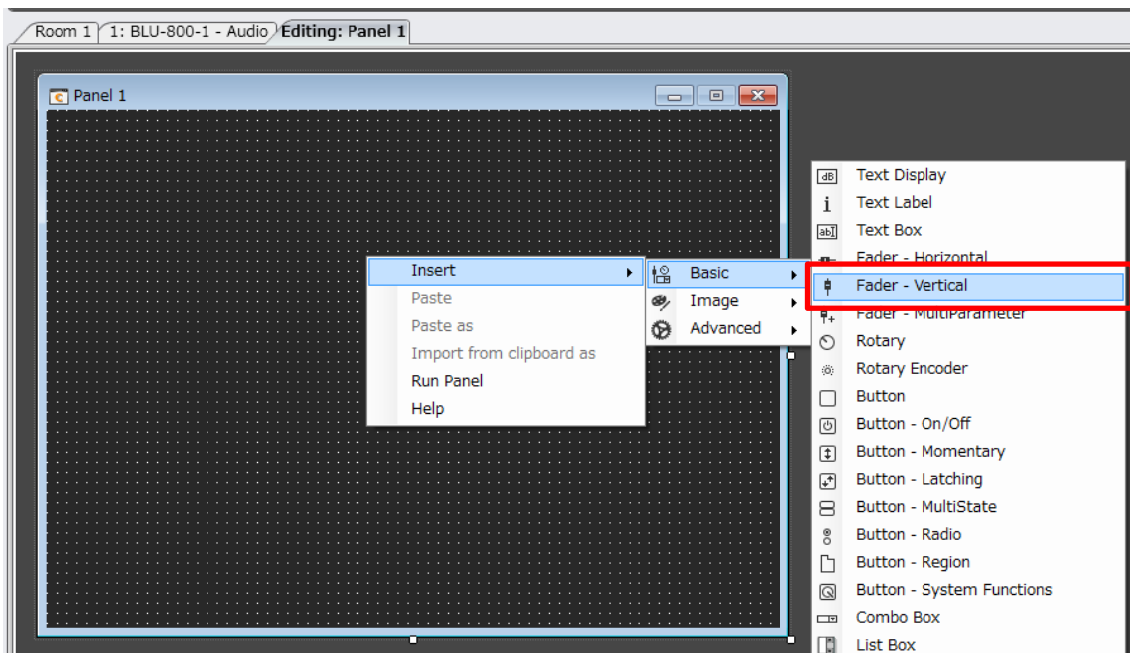 Room 1
1: BLU-800-1 - Audio
Editing: Panel 1
Panel 1
Insert
Paste
Paste as
Import from clipboard as
Run Panel
Help
Basic
Image
Advanced
Text Display
Text Label
Text Box
Fader - Horizontal
Fader - Vertical
Fader - MultiParameter
Rotary
Rotary Encoder
Button
Button - On/Off
Button - Momentary
Button - Latching
Button - MultiState
Button - Radio
Button - Region
Button - System Functions
Combo Box
List Box